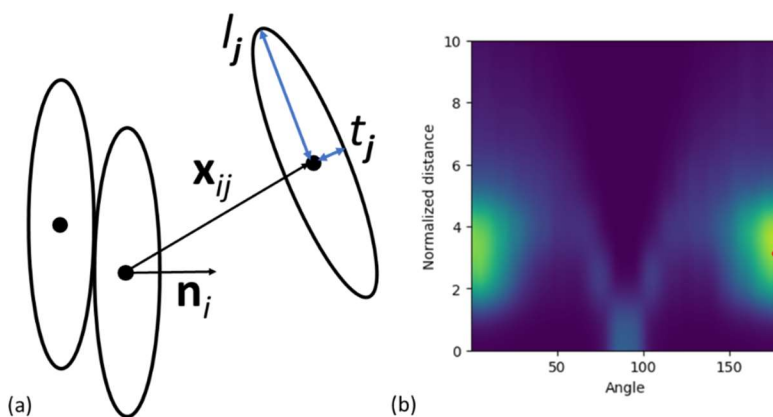 l_j
t_j
x_ij
n_i
(a)
10
8
6
4
2
0
Normalized distance
50 100 150
Angle
(b)